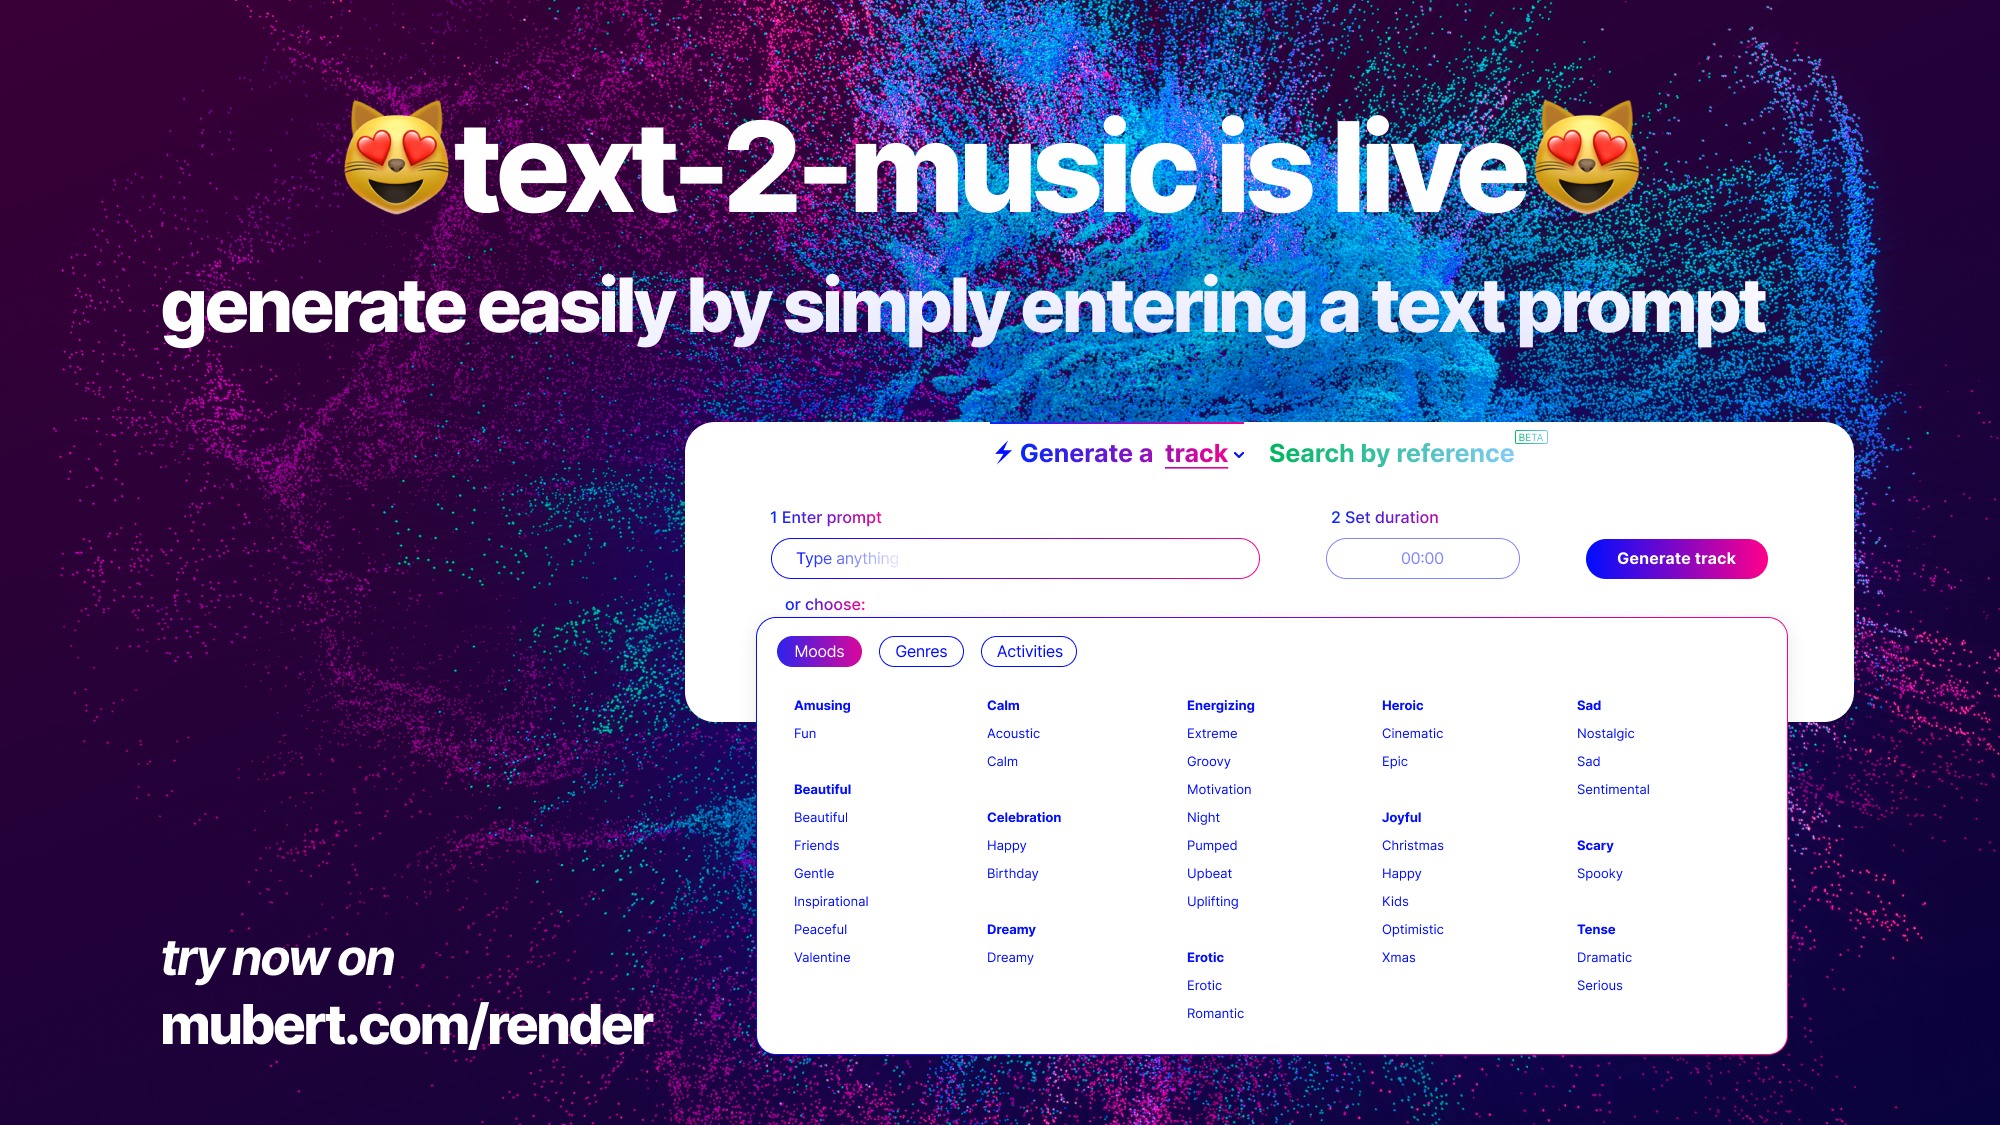 😻text-2-music is live😻
generate easily by simply entering a text prompt
Generate a track
Search by reference BETA
1 Enter prompt
2 Set duration
Type anything
00:00
Generate track
or choose:
Moods
Genres
Activities
Amusing
Fun
Beautiful
Beautiful
Friends
Gentle
Inspirational
Peaceful
Valentine
Calm
Acoustic
Calm
Celebration
Happy
Birthday
Dreamy
Dreamy
Energizing
Extreme
Groovy
Motivation
Night
Pumped
Upbeat
Uplifting
Erotic
Erotic
Romantic
Heroic
Cinematic
Epic
Joyful
Christmas
Happy
Kids
Optimistic
Xmas
Sad
Nostalgic
Sad
Sentimental
Scary
Spooky
Tense
Dramatic
Serious
try now on
mubert.com/render